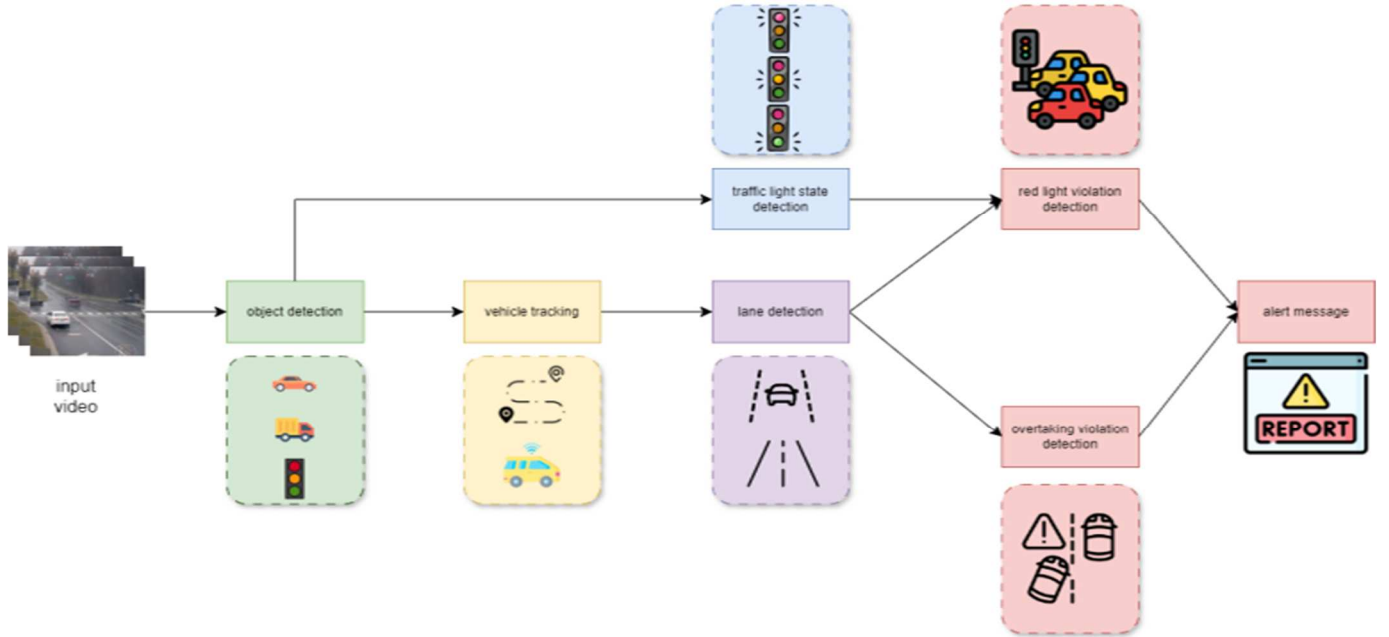 traffic light state
detection
red light violation
detection
input
video
object detection
vehicle tracking
lane detection
alert message
REPORT
overtaking violation
detection